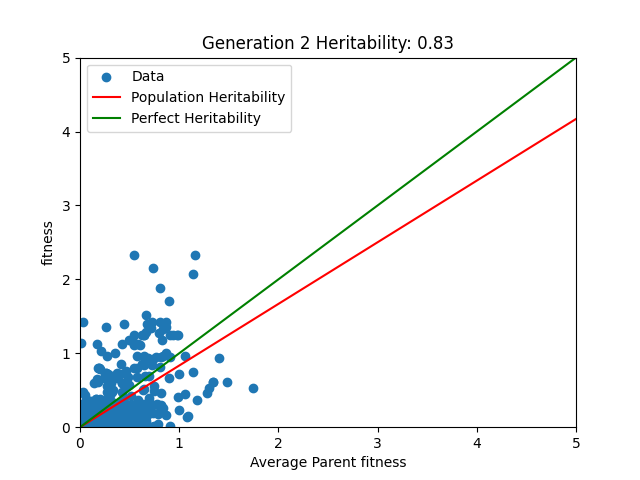 Generation 2 Heritability: 0.83
5
4
3
2
1
0
fitness
Data
Population Heritability
Perfect Heritability
0 1 2 3 4 5
Average Parent fitness